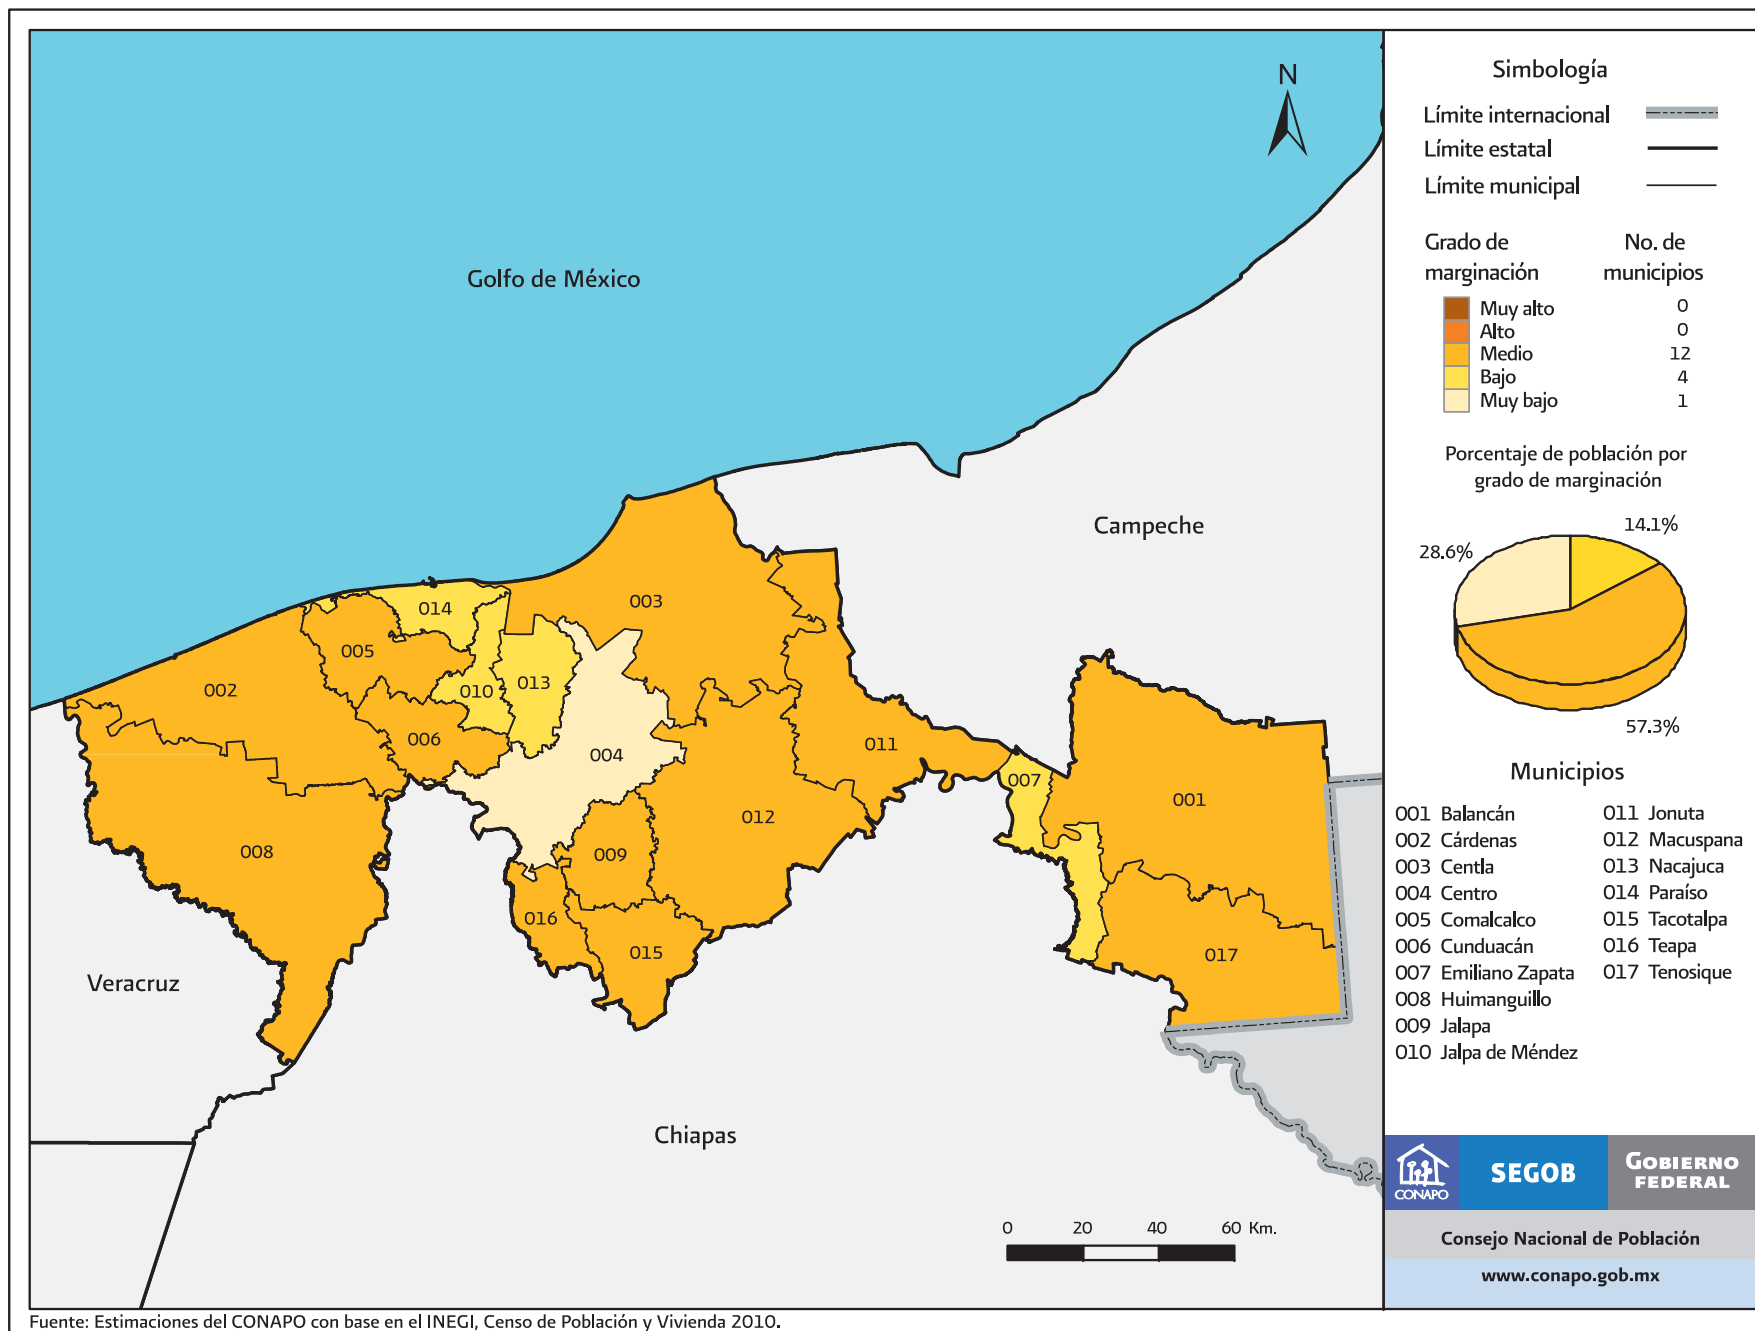 Golfo de México
N
Campeche
Veracruz
Chiapas
001
002
003
004
005
006
007
008
009
010
011
012
013
014
015
016
017
0 20 40 60 Km.
Simbología
Límite internacional
Límite estatal
Límite municipal
Grado de marginación
No. de municipios
Muy alto 0
Alto 0
Medio 12
Bajo 4
Muy bajo 1
Porcentaje de población por
grado de marginación
14.1%
28.6%
57.3%
Municipios
001 Balancán
002 Cárdenas
003 Centla
004 Centro
005 Comalcalco
006 Cunduacán
007 Emiliano Zapata
008 Huimanguillo
009 Jalapa
010 Jalpa de Méndez
011 Jonuta
012 Macuspana
013 Nacajuca
014 Paraíso
015 Tacotalpa
016 Teapa
017 Tenosique
CONAPO
SEGOB
GOBIERNO
FEDERAL
Consejo Nacional de Población
www.conapo.gob.mx
Fuente: Estimaciones del CONAPO con base en el INEGI, Censo de Población y Vivienda 2010.